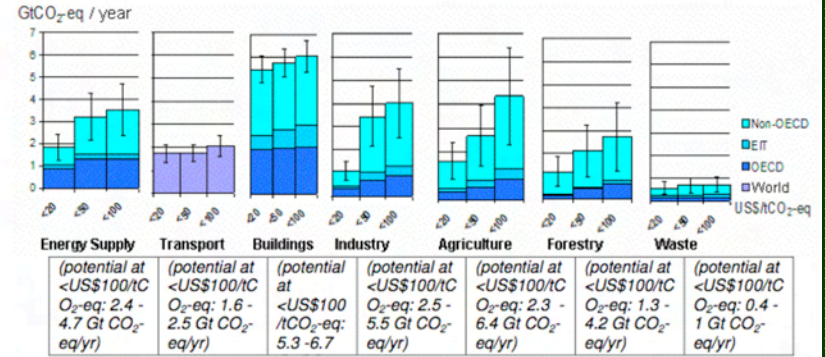 GtCO₂-eq / year
7
6
5
4
3
2
1
0
<20
<50
<100
<20
<50
<100
<20
<50
<100
<20
<50
<100
<20
<50
<100
<20
<50
<100
<20
<50
<100
Non-OECD
EIT
OECD
World
US$/tCO₂-eq
Energy Supply Transport Buildings Industry Agriculture Forestry Waste
(potential at
<US$100/tC
O₂-eq: 2.4 -
4.7 Gt CO₂-
eq/yr)
(potential at
<US$100/tC
O₂-eq: 1.6 -
2.5 Gt CO₂-
eq/yr)
(potential
at
<US$100
/tCO₂-eq:
5.3 -6.7
(potential at
<US$100/tC
O₂-eq: 2.5 -
5.5 Gt CO₂-
eq/yr)
(potential at
<US$100/tC
O₂-eq: 2.3 -
6.4 Gt CO₂-
eq/yr)
(potential at
<US$100/tC
O₂-eq: 1.3 -
4.2 Gt CO₂-
eq/yr)
(potential at
<US$100/tC
O₂-eq: 0.4 -
1 Gt CO₂-
eq/yr)